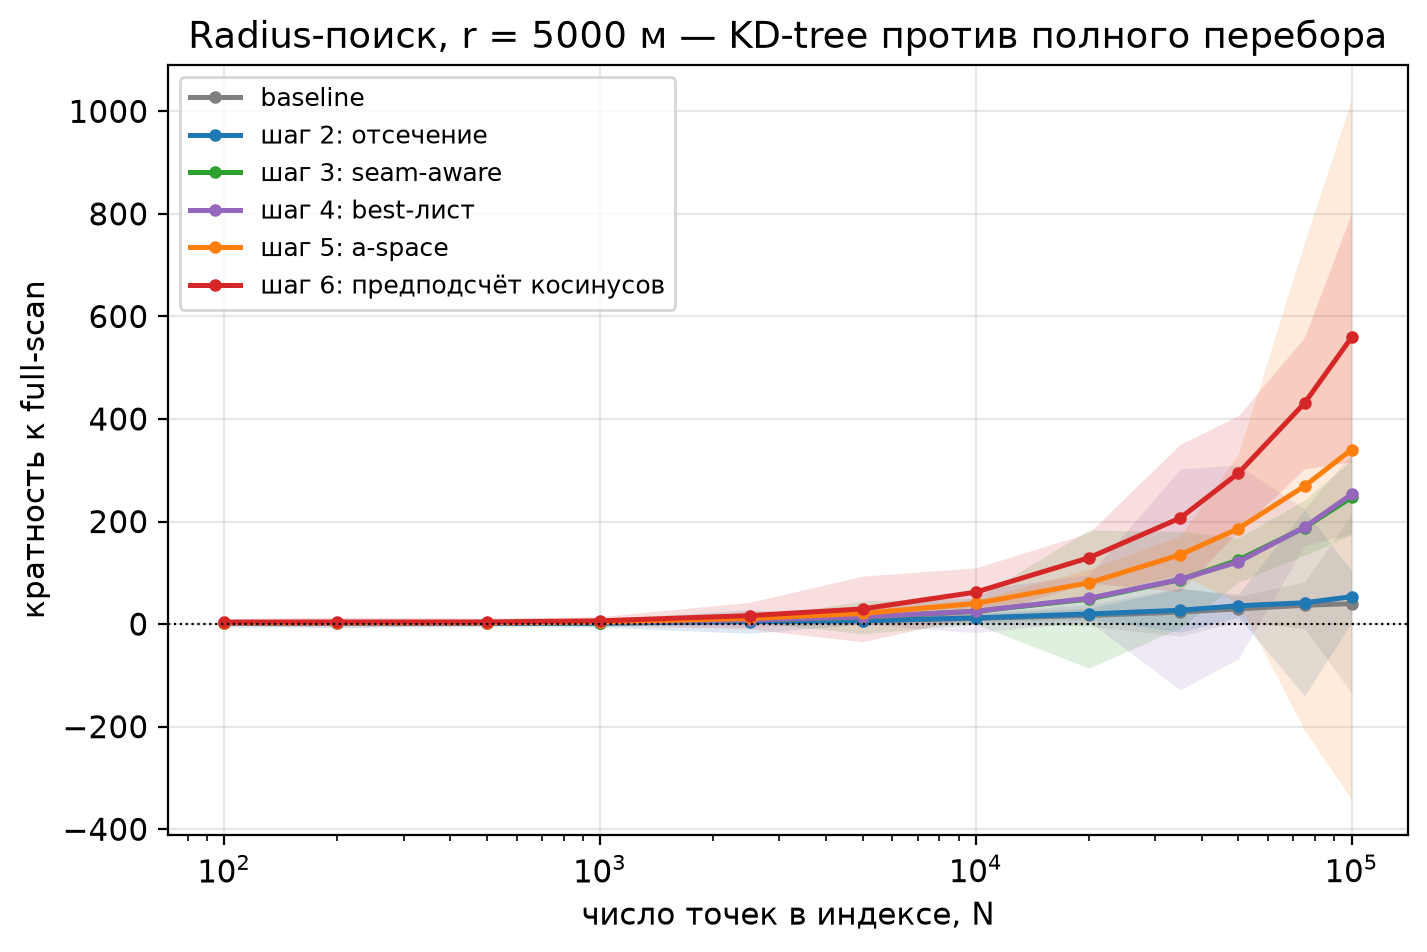 Radius-поиск, r = 5000 м — KD-tree против полного перебора
baseline
шаг 2: отсечение
шаг 3: seam-aware
шаг 4: best-лист
шаг 5: a-space
шаг 6: предподсчёт косинусов
кратность к full-scan
1000
800
600
400
200
0
−200
−400
10²
10³
10⁴
10⁵
число точек в индексе, N